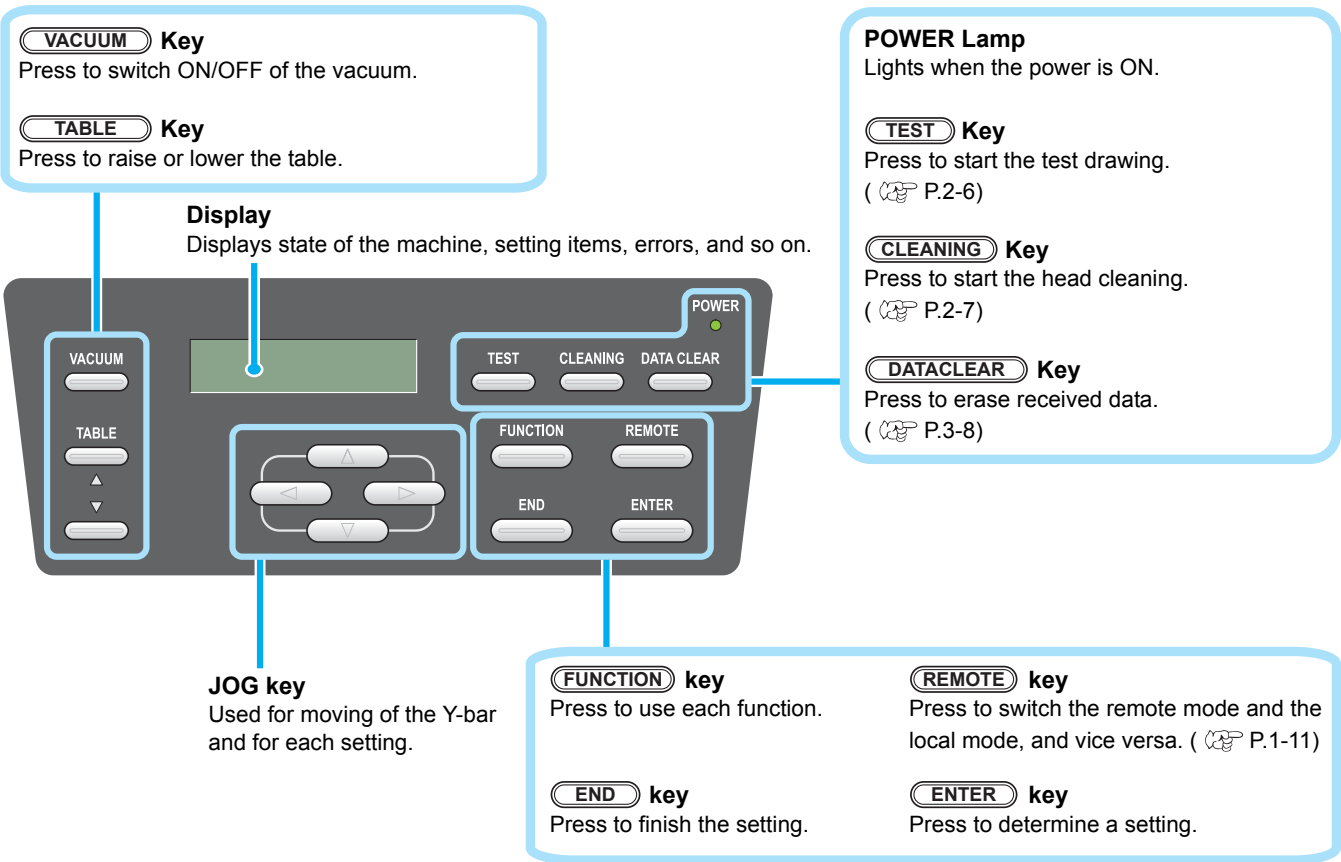 VACUUM Key
Press to switch ON/OFF of the vacuum.
TABLE Key
Press to raise or lower the table.
Display
Displays state of the machine, setting items, errors, and so on.
POWER Lamp
Lights when the power is ON.
TEST Key
Press to start the test drawing.
( P.2-6)
CLEANING Key
Press to start the head cleaning.
( P.2-7)
DATACLEAR Key
Press to erase received data.
( P.3-8)
POWER
VACUUM
TEST CLEANING DATA CLEAR
TABLE
FUNCTION REMOTE
END ENTER
JOG key
Used for moving of the Y-bar
and for each setting.
FUNCTION key
Press to use each function.
REMOTE key
Press to switch the remote mode and the
local mode, and vice versa. ( P.1-11)
END key
Press to finish the setting.
ENTER key
Press to determine a setting.